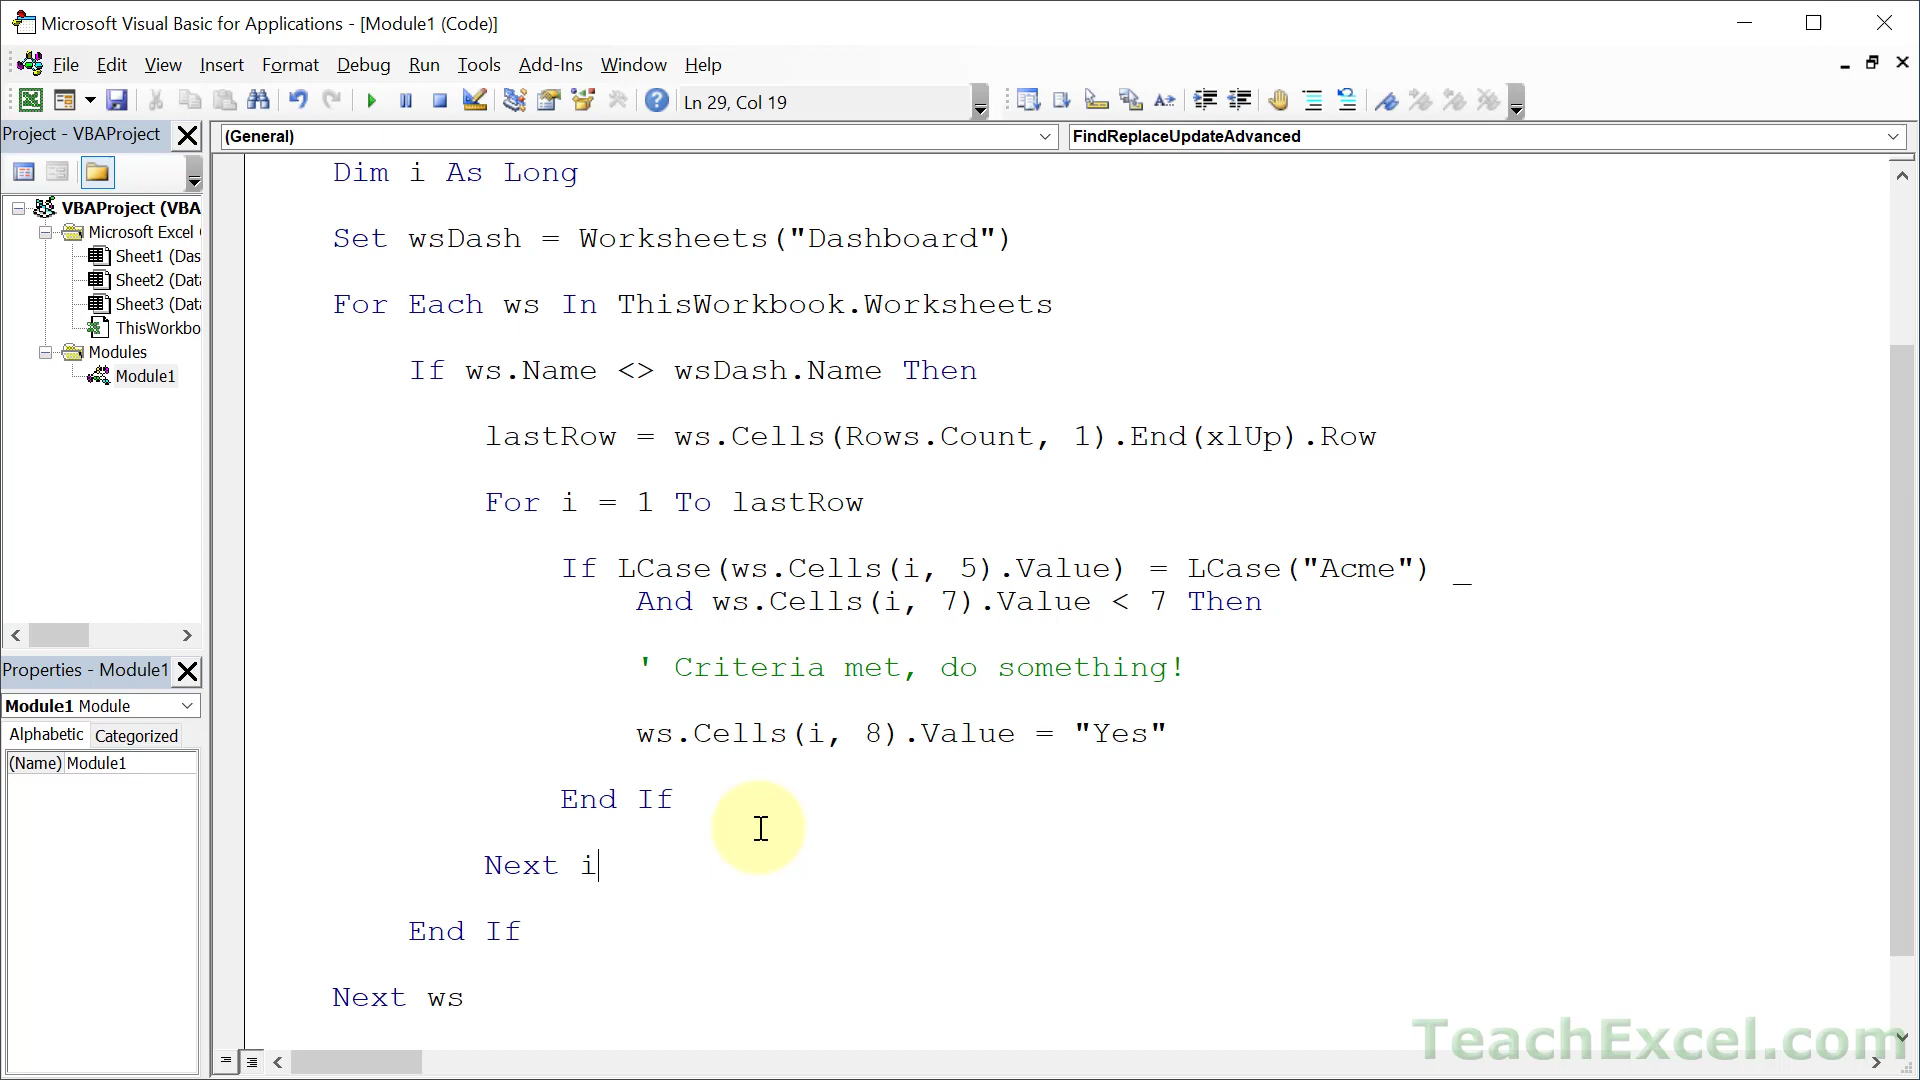 Microsoft Visual Basic for Applications - [Module1 (Code)]
File Edit View Insert Format Debug Run Tools Add-Ins Window Help
Ln 29, Col 19
Project - VBAProject
(General)
FindReplaceUpdateAdvanced
VBAProject (VBA
Microsoft Excel
Sheet1 (Das
Sheet2 (Data
Sheet3 (Data
ThisWorkbo
Modules
Module1
Properties - Module1
Module1 Module
Alphabetic Categorized
(Name) Module1
Dim i As Long
Set wsDash = Worksheets("Dashboard")
For Each ws In ThisWorkbook.Worksheets
If ws.Name <> wsDash.Name Then
lastRow = ws.Cells(Rows.Count, 1).End(xlUp).Row
For i = 1 To lastRow
If LCase(ws.Cells(i, 5).Value) = LCase("Acme") _
And ws.Cells(i, 7).Value < 7 Then
' Criteria met, do something!
ws.Cells(i, 8).Value = "Yes"
End If
Next i
End If
Next ws
TeachExcel.com